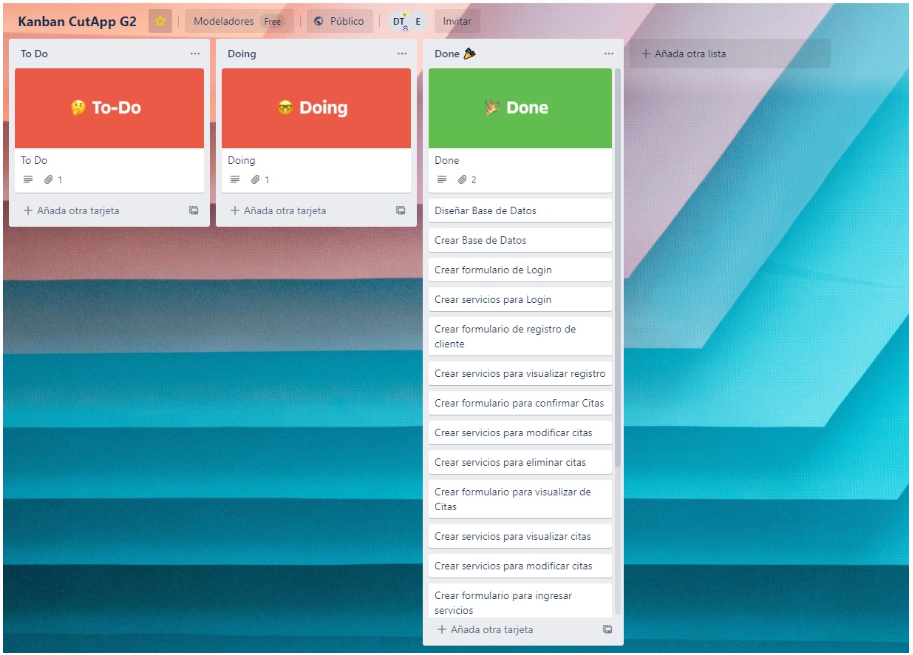 Kanban CutApp G2
Modeladores Free
Público
DT
E
Invitar
To Do
To-Do
To Do
1
Añada otra tarjeta
Doing
Doing
Doing
1
Añada otra tarjeta
Done
Done
Done
2
Diseñar Base de Datos
Crear Base de Datos
Crear formulario de Login
Crear servicios para Login
Crear formulario de registro de
cliente
Crear servicios para visualizar registro
Crear formulario para confirmar Citas
Crear servicios para modificar citas
Crear servicios para eliminar citas
Crear formulario para visualizar de
Citas
Crear servicios para visualizar citas
Crear servicios para modificar citas
Crear formulario para ingresar
servicios
Añada otra tarjeta
Añada otra lista